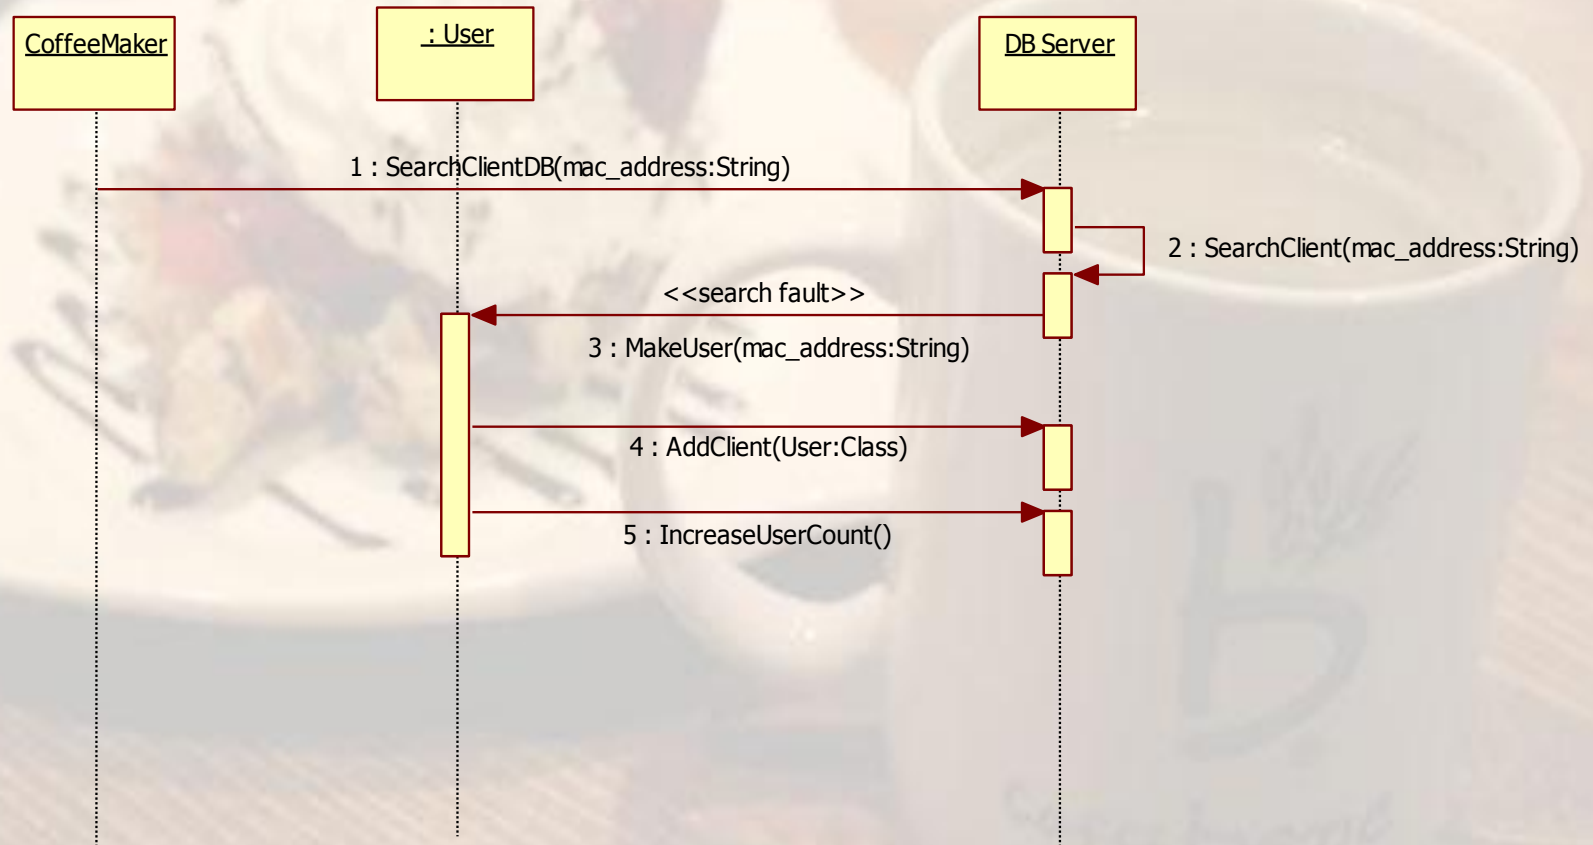 CoffeeMaker
: User
DB Server
1 : SearchClientDB(mac_address:String)
2 : SearchClient(mac_address:String)
<<search fault>>
3 : MakeUser(mac_address:String)
4 : AddClient(User:Class)
5 : IncreaseUserCount()